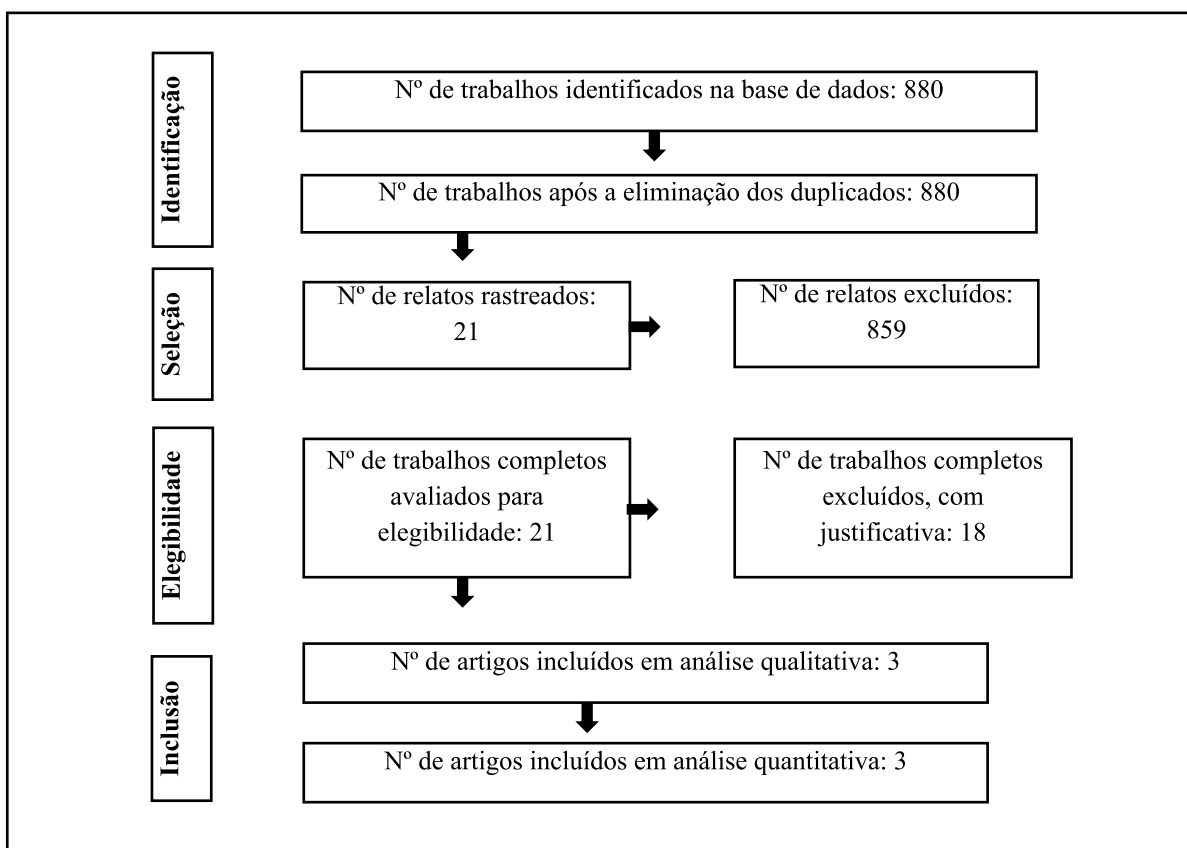 Identificação
Nº de trabalhos identificados na base de dados: 880
Nº de trabalhos após a eliminação dos duplicados: 880
Seleção
Nº de relatos rastreados:
21
Nº de relatos excluídos:
859
Elegibilidade
Nº de trabalhos completos
avaliados para
elegibilidade: 21
Nº de trabalhos completos
excluídos, com
justificativa: 18
Inclusão
Nº de artigos incluídos em análise qualitativa: 3
Nº de artigos incluídos em análise quantitativa: 3